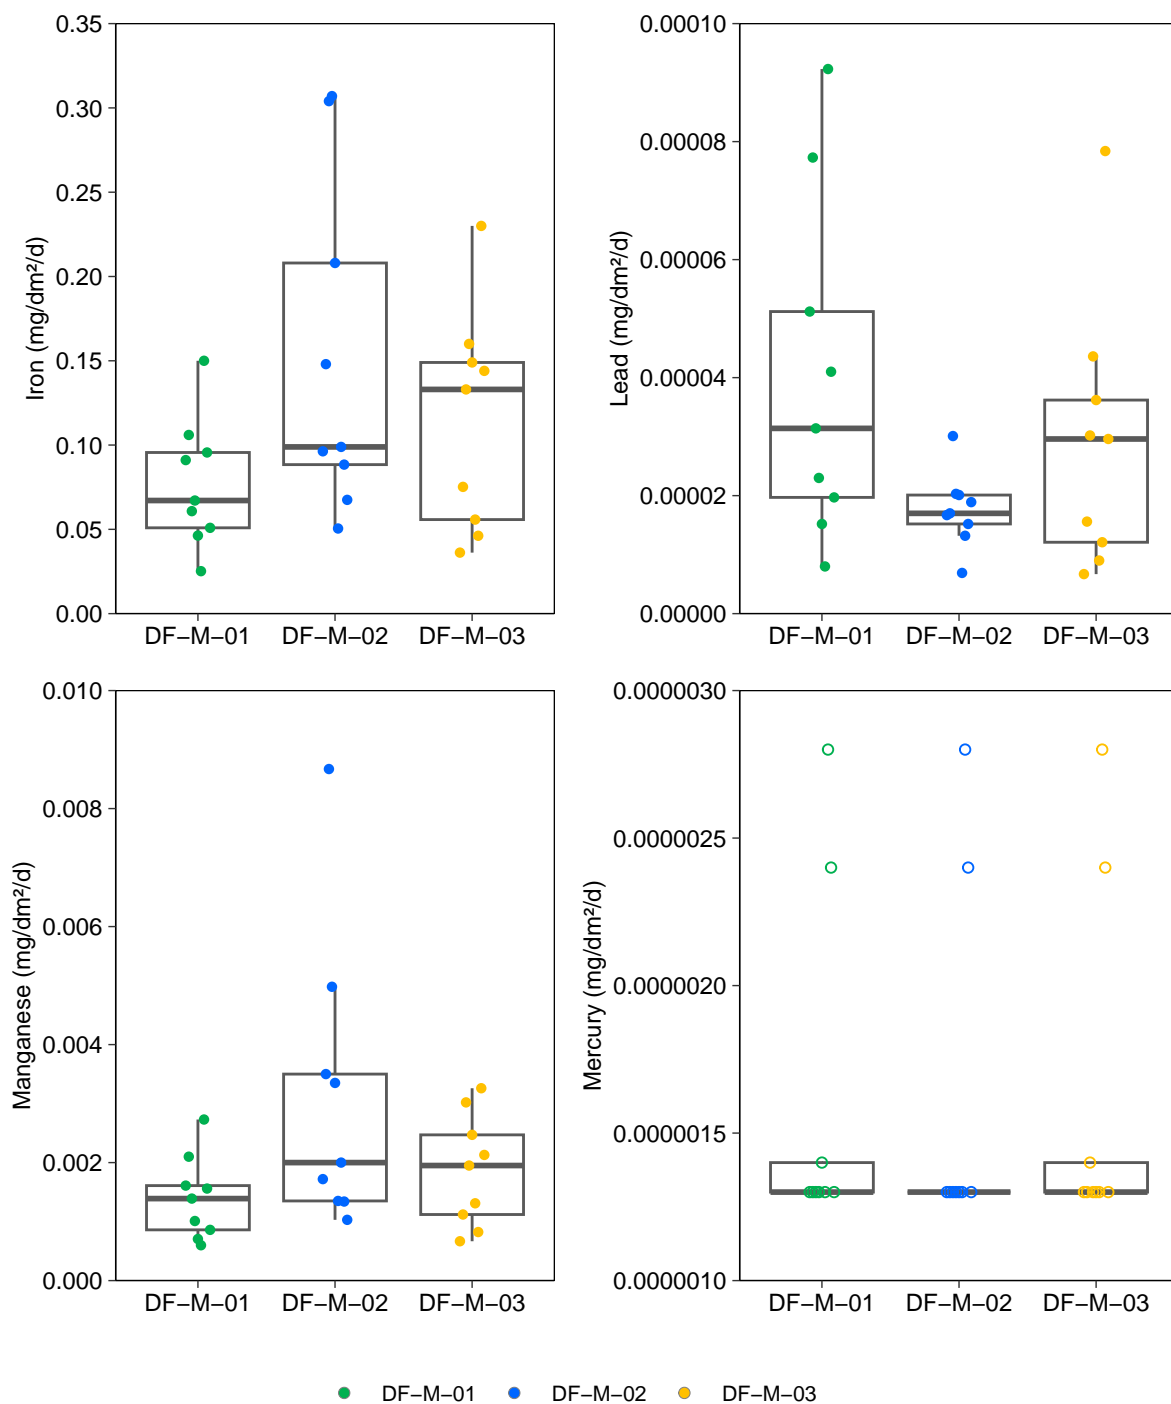 Iron (mg/dm²/d)
0.35
0.30
0.25
0.20
0.15
0.10
0.05
0.00
DF−M−01 DF−M−02 DF−M−03
Lead (mg/dm²/d)
0.00010
0.00008
0.00006
0.00004
0.00002
0.00000
DF−M−01 DF−M−02 DF−M−03
Manganese (mg/dm²/d)
0.010
0.008
0.006
0.004
0.002
0.000
DF−M−01 DF−M−02 DF−M−03
Mercury (mg/dm²/d)
0.0000030
0.0000025
0.0000020
0.0000015
0.0000010
DF−M−01 DF−M−02 DF−M−03
DF−M−01 DF−M−02 DF−M−03